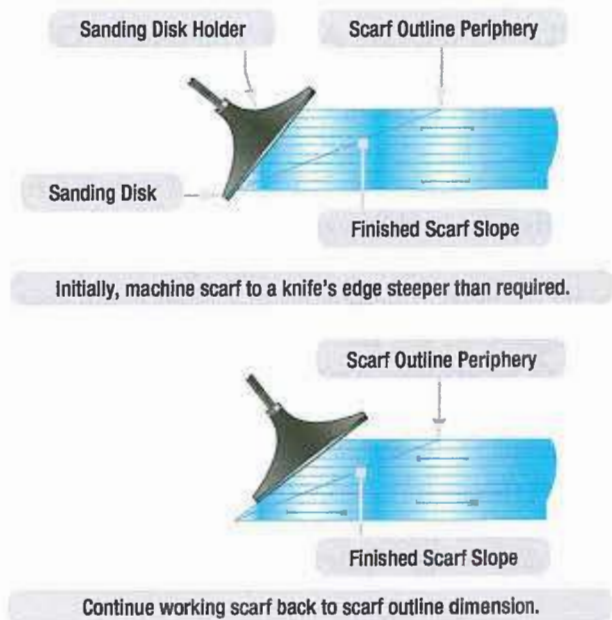 Sanding Disk Holder
Scarf Outline Periphery
Sanding Disk
Finished Scarf Slope
Initially, machine scarf to a knife's edge steeper than required.
Scarf Outline Periphery
Finished Scarf Slope
Continue working scarf back to scarf outline dimension.